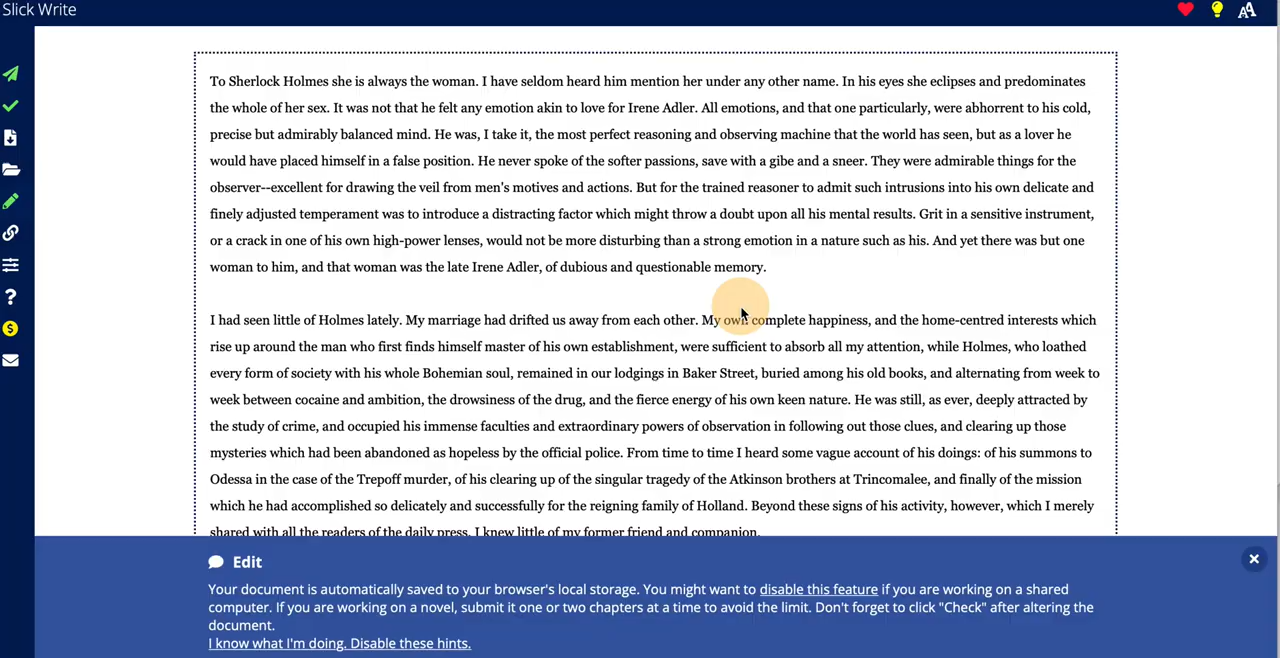 Slick Write
To Sherlock Holmes she is always the woman. I have seldom heard him mention her under any other name. In his eyes she eclipses and predominates
the whole of her sex. It was not that he felt any emotion akin to love for Irene Adler. All emotions, and that one particularly, were abhorrent to his cold,
precise but admirably balanced mind. He was, I take it, the most perfect reasoning and observing machine that the world has seen, but as a lover he
would have placed himself in a false position. He never spoke of the softer passions, save with a gibe and a sneer. They were admirable things for the
observer--excellent for drawing the veil from men's motives and actions. But for the trained reasoner to admit such intrusions into his own delicate and
finely adjusted temperament was to introduce a distracting factor which might throw a doubt upon all his mental results. Grit in a sensitive instrument,
or a crack in one of his own high-power lenses, would not be more disturbing than a strong emotion in a nature such as his. And yet there was but one
woman to him, and that woman was the late Irene Adler, of dubious and questionable memory.
I had seen little of Holmes lately. My marriage had drifted us away from each other. My own complete happiness, and the home-centred interests which
rise up around the man who first finds himself master of his own establishment, were sufficient to absorb all my attention, while Holmes, who loathed
every form of society with his whole Bohemian soul, remained in our lodgings in Baker Street, buried among his old books, and alternating from week to
week between cocaine and ambition, the drowsiness of the drug, and the fierce energy of his own keen nature. He was still, as ever, deeply attracted by
the study of crime, and occupied his immense faculties and extraordinary powers of observation in following out those clues, and clearing up those
mysteries which had been abandoned as hopeless by the official police. From time to time I heard some vague account of his doings: of his summons to
Odessa in the case of the Trepoff murder, of his clearing up of the singular tragedy of the Atkinson brothers at Trincomalee, and finally of the mission
which he had accomplished so delicately and successfully for the reigning family of Holland. Beyond these signs of his activity, however, which I merely
shared with all the readers of the daily press, I knew little of my former friend and companion.
Edit
Your document is automatically saved to your browser's local storage. You might want to disable this feature if you are working on a shared
computer. If you are working on a novel, submit it one or two chapters at a time to avoid the limit. Don't forget to click "Check" after altering the
document.
I know what I'm doing. Disable these hints.